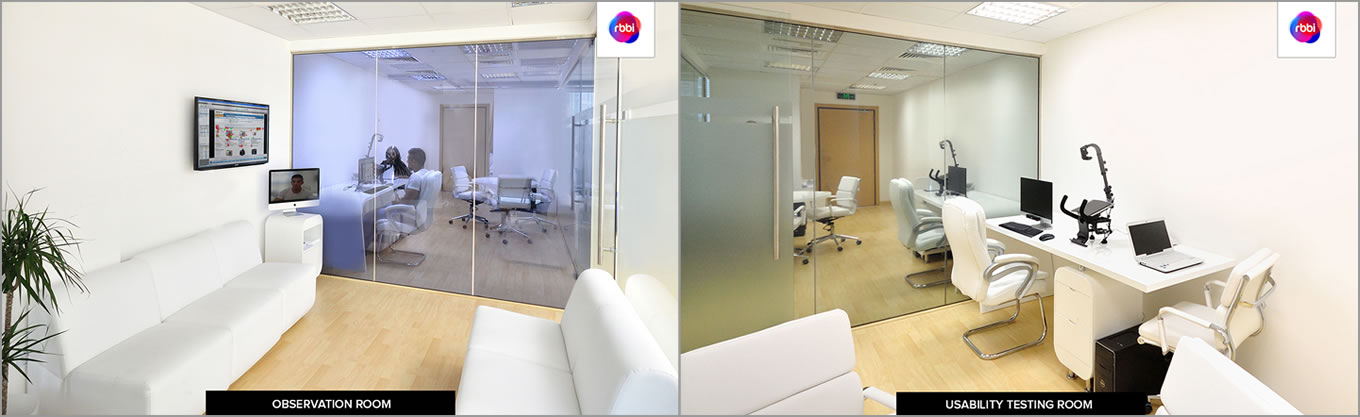 rbbi
OBSERVATION ROOM
rbbi
USABILITY TESTING ROOM